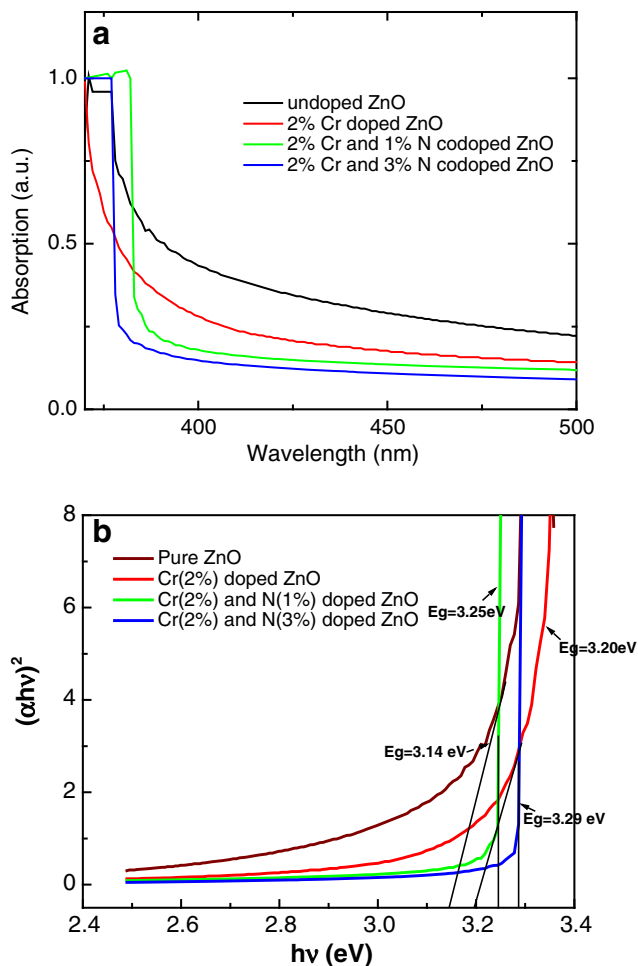 a
1.0
0.5
0.0
Absorption (a.u.)
undoped ZnO
2% Cr doped ZnO
2% Cr and 1% N codoped ZnO
2% Cr and 3% N codoped ZnO
400
450
500
Wavelength (nm)
b
8
6
4
2
0
(αhν)²
Pure ZnO
Cr(2%) doped ZnO
Cr(2%) and N(1%) doped ZnO
Cr(2%) and N(3%) doped ZnO
Eg=3.25eV
Eg=3.20eV
Eg=3.14 eV
Eg=3.29 eV
2.4
2.6
2.8
3.0
3.2
3.4
hν (eV)